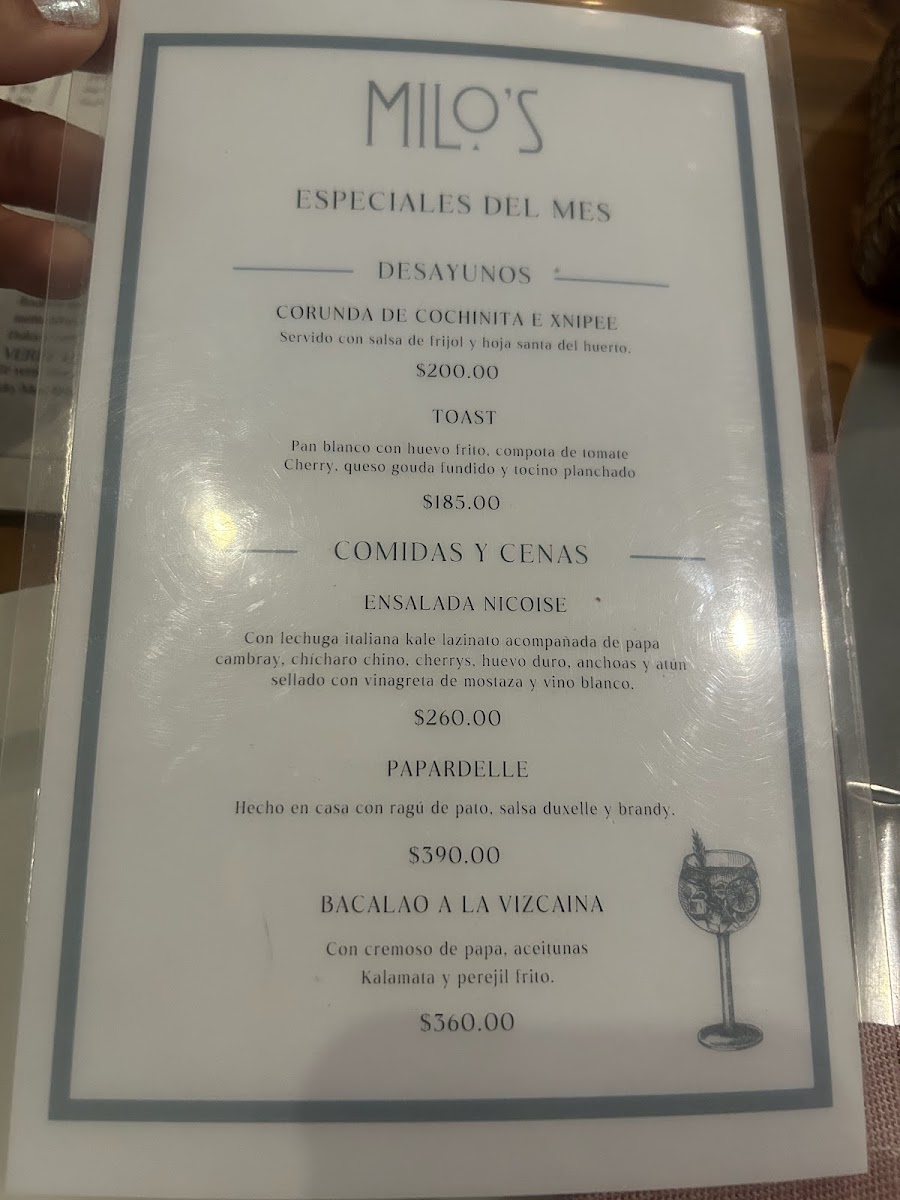 MILO'S
ESPECIALES DEL MES
DESAYUNOS
CORUNDA DE COCHINITA E XNIPEE
Servido con salsa de frijol y hoja santa del huerto.
$200.00
TOAST
Pan blanco con huevo frito, compota de tomate
Cherry, queso gouda fundido y tocino planchado
$185.00
COMIDAS Y CENAS
ENSALADA NICOISE
Con lechuga italiana kale lazinato acompañada de papa
cambray, chícharo chino, cherrys, huevo duro, anchoas y atún
sellado con vinagreta de mostaza y vino blanco.
$260.00
PAPARDELLE
Hecho en casa con ragú de pato, salsa duxelle y brandy.
$390.00
BACALAO A LA VIZCAINA
Con cremoso de papa, aceitunas
Kalamata y perejil frito.
$360.00